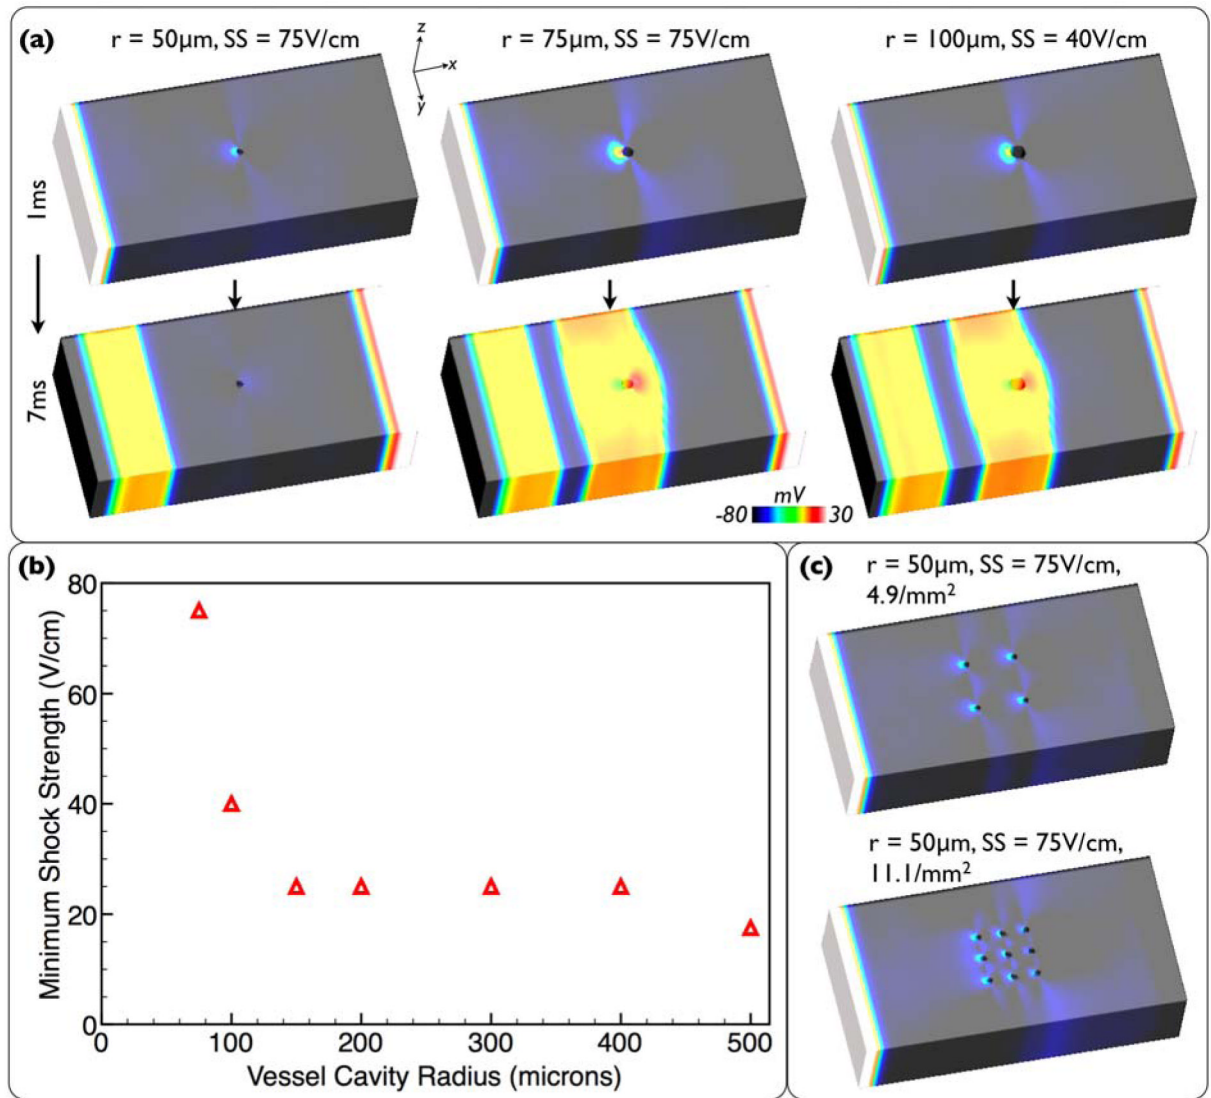 (a)
r = 50µm, SS = 75V/cm
r = 75µm, SS = 75V/cm
r = 100µm, SS = 40V/cm
z
x
y
1ms
7ms
mV
-80
30
(b)
Minimum Shock Strength (V/cm)
80
60
40
20
0
0
100
200
300
400
500
Vessel Cavity Radius (microns)
(c)
r = 50µm, SS = 75V/cm,
4.9/mm²
r = 50µm, SS = 75V/cm,
11.1/mm²